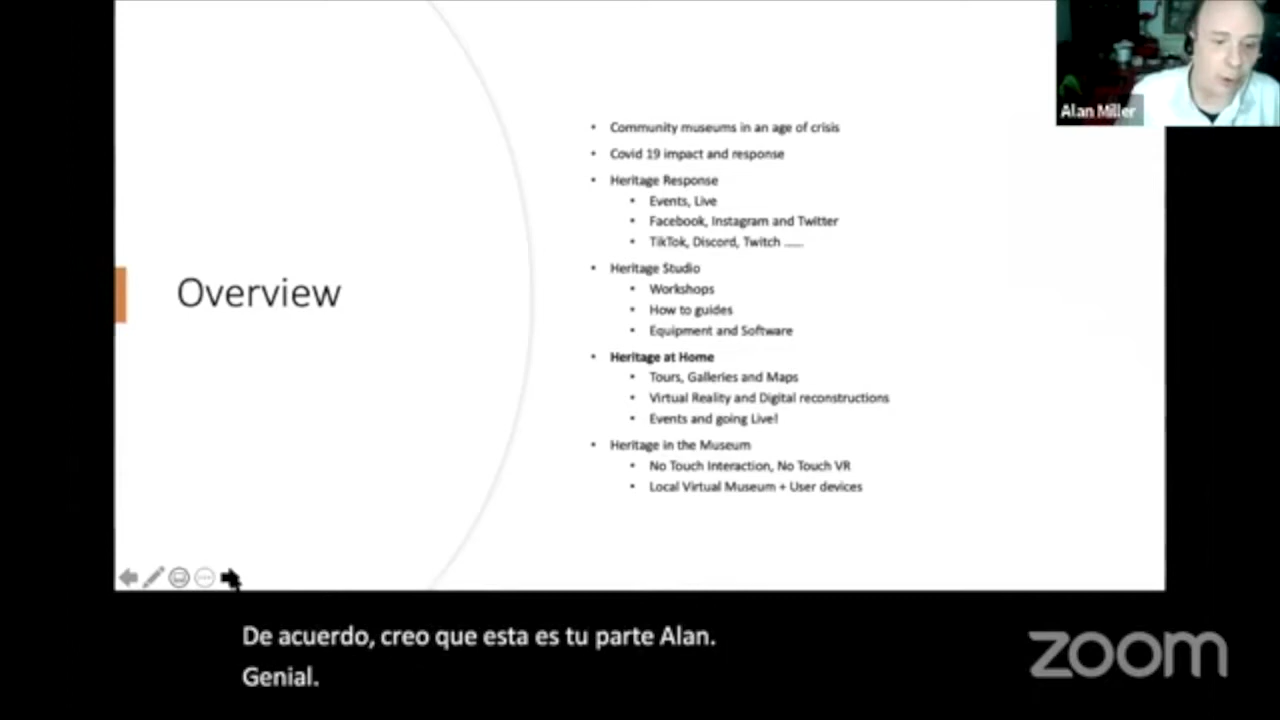 Alan Miller
Overview
• Community museums in an age of crisis
• Covid 19 impact and response
• Heritage Response
• Events, Live
• Facebook, Instagram and Twitter
• TikTok, Discord, Twitch ......
• Heritage Studio
• Workshops
• How to guides
• Equipment and Software
• Heritage at Home
• Tours, Galleries and Maps
• Virtual Reality and Digital reconstructions
• Events and going Live!
• Heritage in the Museum
• No Touch Interaction, No Touch VR
• Local Virtual Museum + User devices
De acuerdo, creo que esta es tu parte Alan.
Genial.
zoom